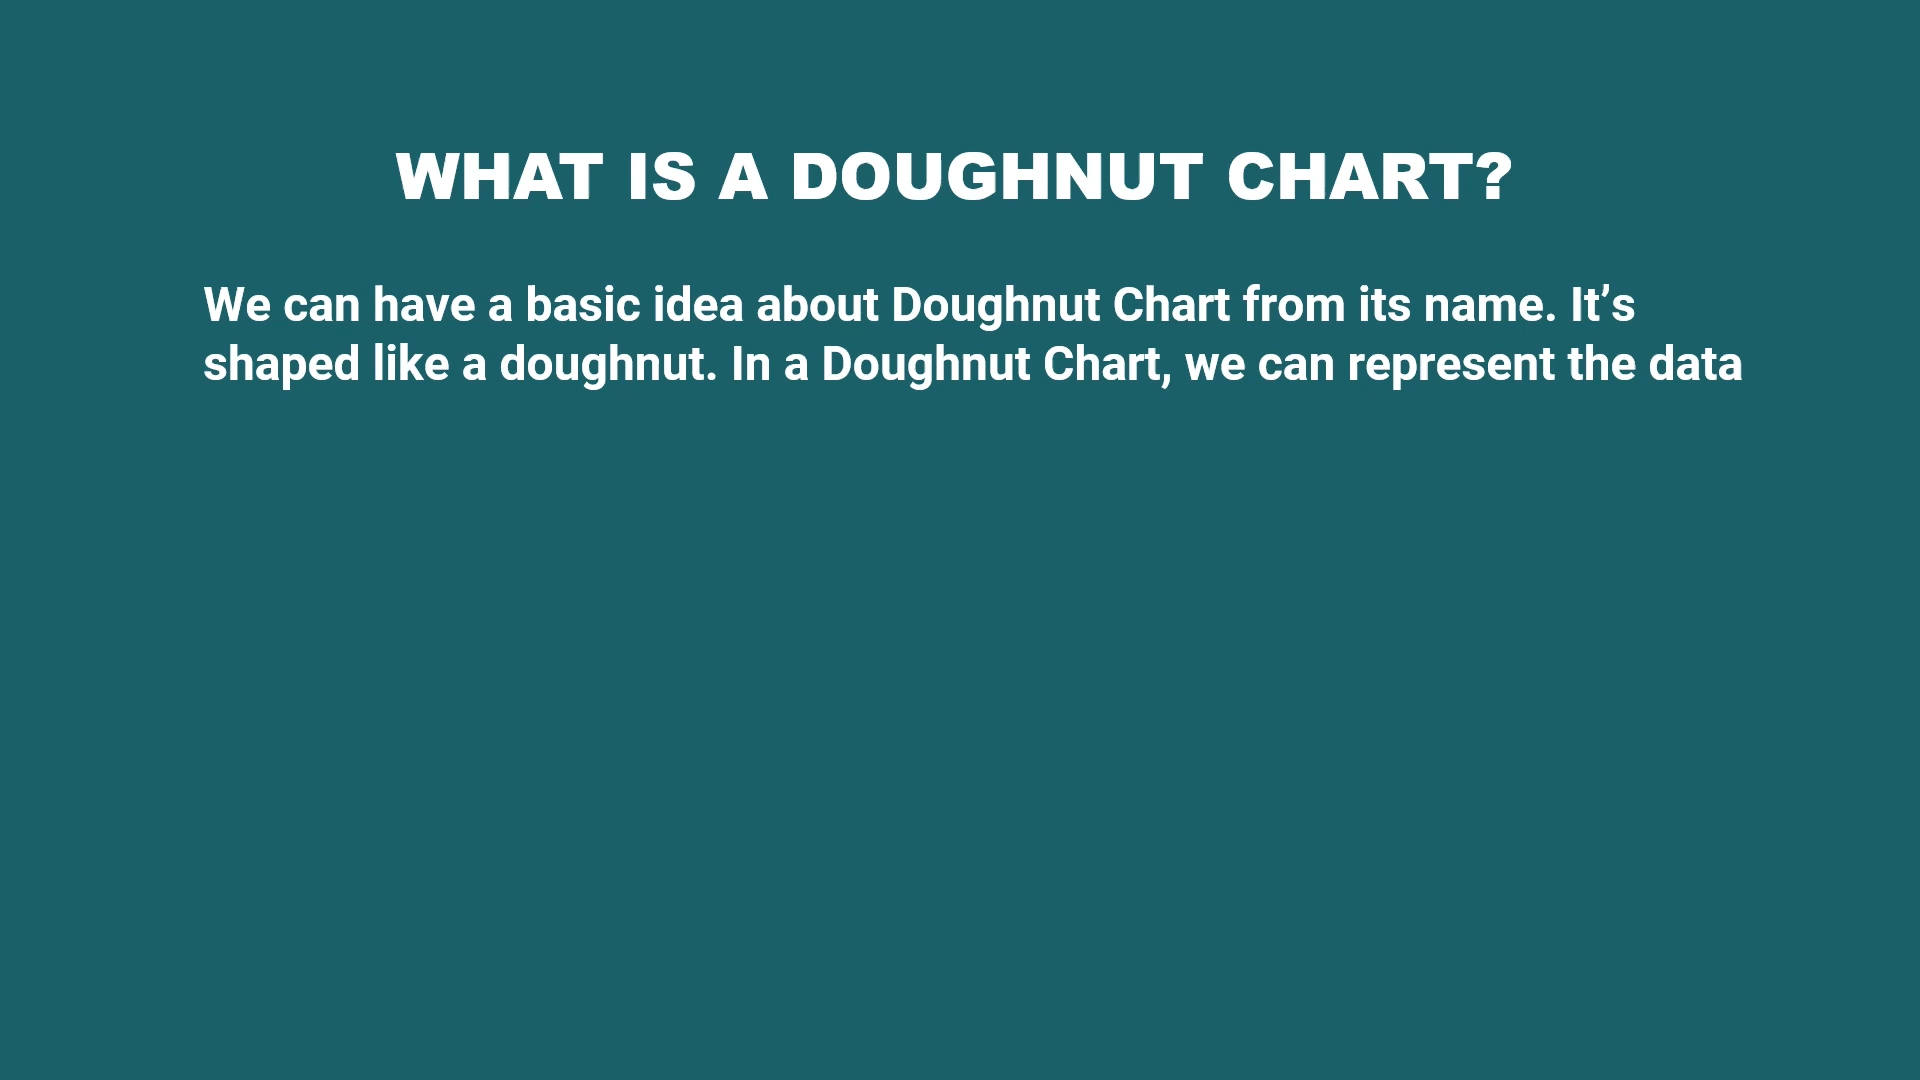 WHAT IS A DOUGHNUT CHART?
We can have a basic idea about Doughnut Chart from its name. It’s
shaped like a doughnut. In a Doughnut Chart, we can represent the data